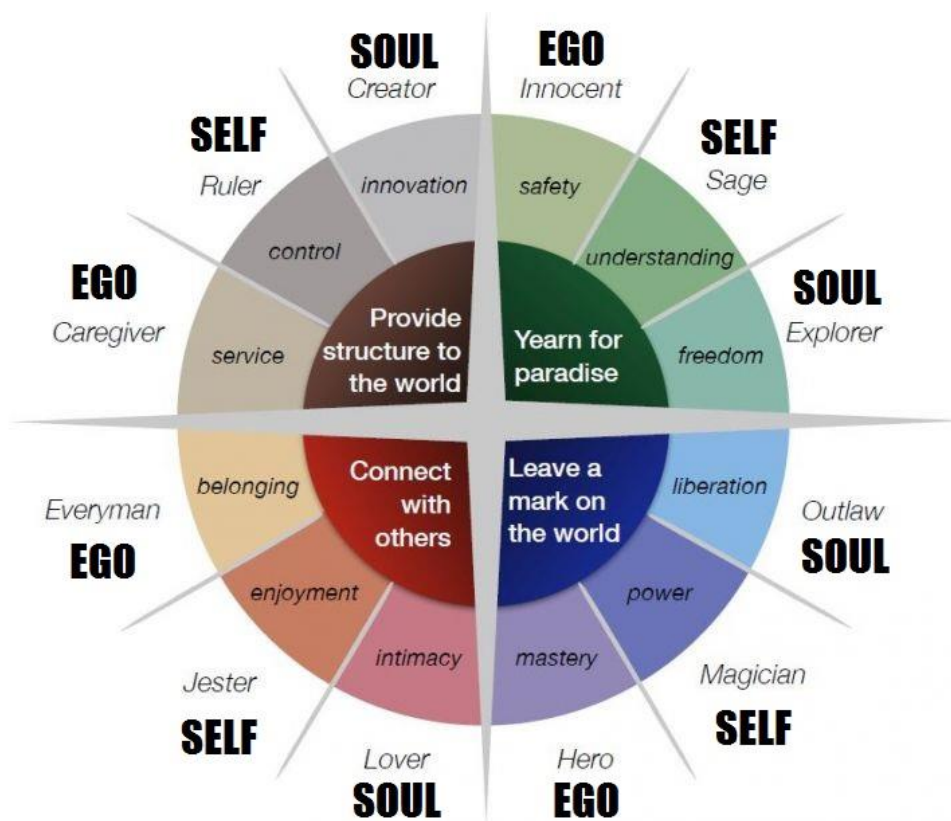 SOUL
Creator
EGO
Innocent
SELF
Ruler
SELF
Sage
innovation
safety
control
understanding
EGO
Caregiver
SOUL
Explorer
service
freedom
Provide
structure to
the world
Yearn for
paradise
Connect
with
others
Leave a
mark on
the world
belonging
liberation
Everyman
EGO
Outlaw
SOUL
enjoyment
power
intimacy
mastery
Jester
SELF
Magician
SELF
Lover
SOUL
Hero
EGO